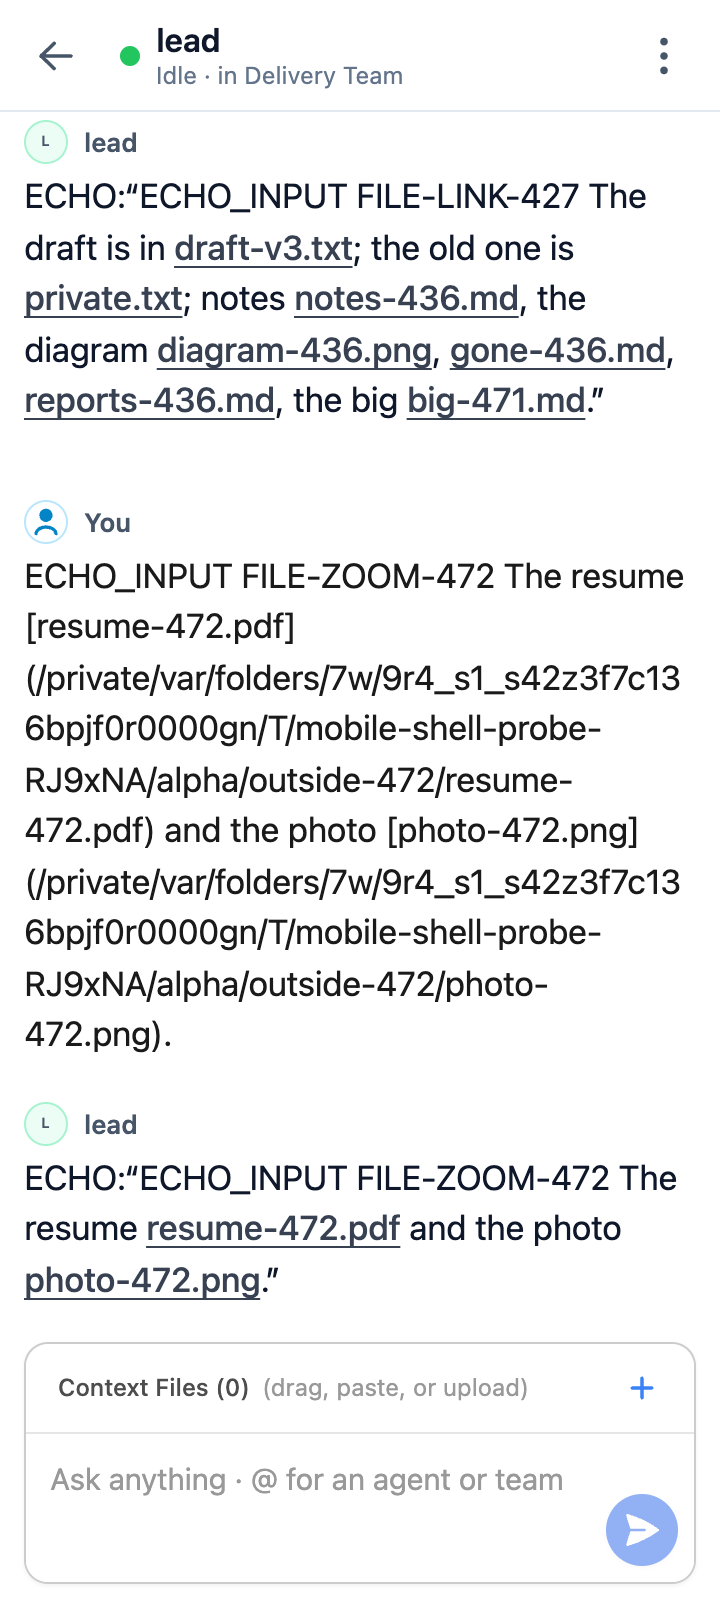 lead
Idle · in Delivery Team
L lead
ECHO:“ECHO_INPUT FILE-LINK-427 The
draft is in draft-v3.txt; the old one is
private.txt; notes notes-436.md, the
diagram diagram-436.png, gone-436.md,
reports-436.md, the big big-471.md.”
You
ECHO_INPUT FILE-ZOOM-472 The resume
[resume-472.pdf]
(/private/var/folders/7w/9r4_s1_s42z3f7c13
6bpjf0r0000gn/T/mobile-shell-probe-
RJ9xNA/alpha/outside-472/resume-
472.pdf) and the photo [photo-472.png]
(/private/var/folders/7w/9r4_s1_s42z3f7c13
6bpjf0r0000gn/T/mobile-shell-probe-
RJ9xNA/alpha/outside-472/photo-
472.png).
L lead
ECHO:“ECHO_INPUT FILE-ZOOM-472 The
resume resume-472.pdf and the photo
photo-472.png.”
Context Files (0) (drag, paste, or upload)
Ask anything · @ for an agent or team